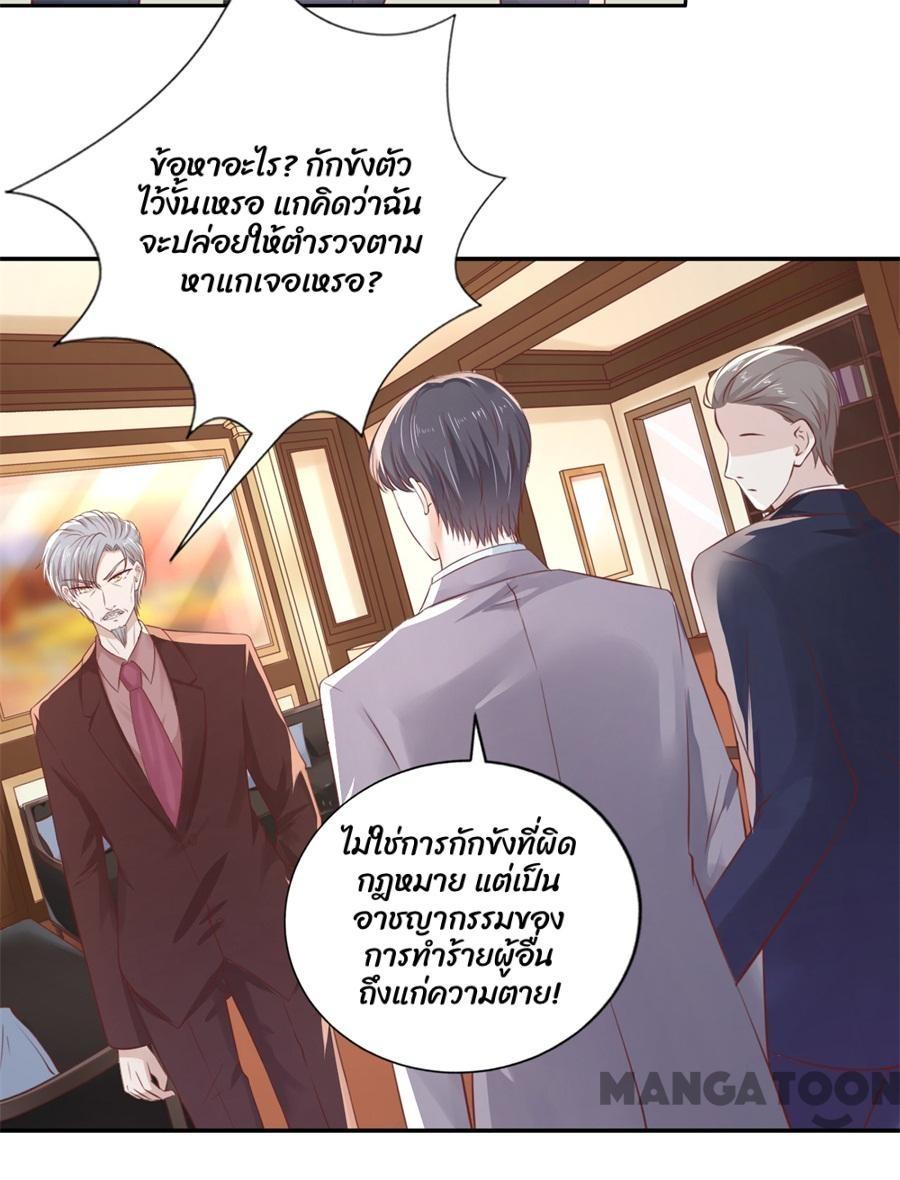 ข้อหาอะไร? กักขังตัว
ไว้งั้นเหรอ แกคิดว่าฉัน
จะปล่อยให้ตำรวจตาม
หาแกเจอเหรอ?
ไม่ใช่การกักขังที่ผิด
กฎหมาย แต่เป็น
อาชญากรรมของ
การทำร้ายผู้อื่น
ถึงแก่ความตาย!
MANGATOON